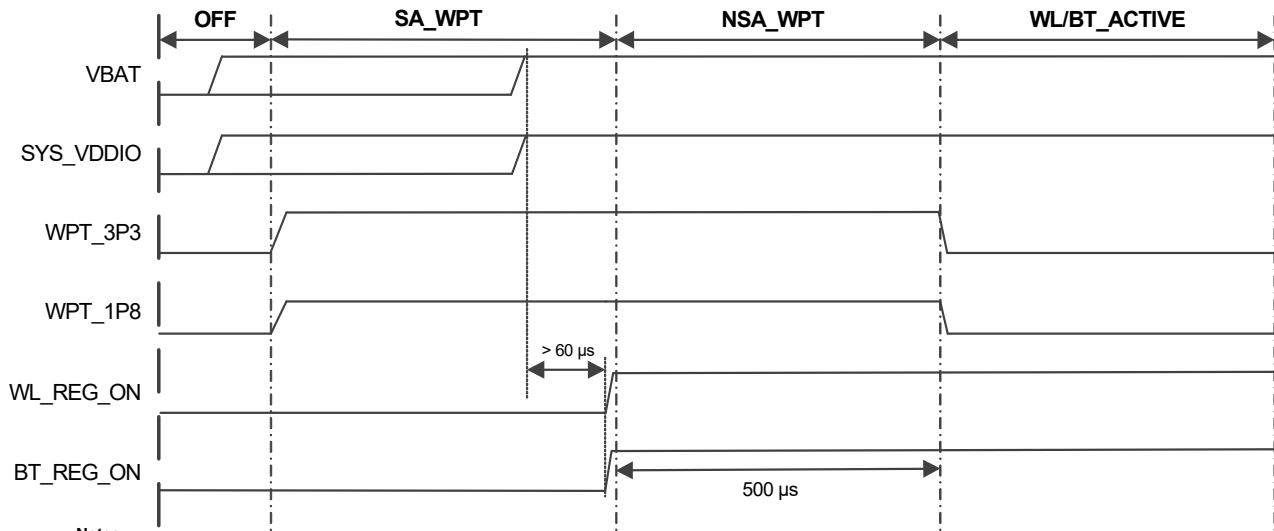 OFF SA_WPT NSA_WPT WL/BT_ACTIVE
VBAT
SYS_VDDIO
WPT_3P3
WPT_1P8
> 60 µs
WL_REG_ON
BT_REG_ON
500 µs